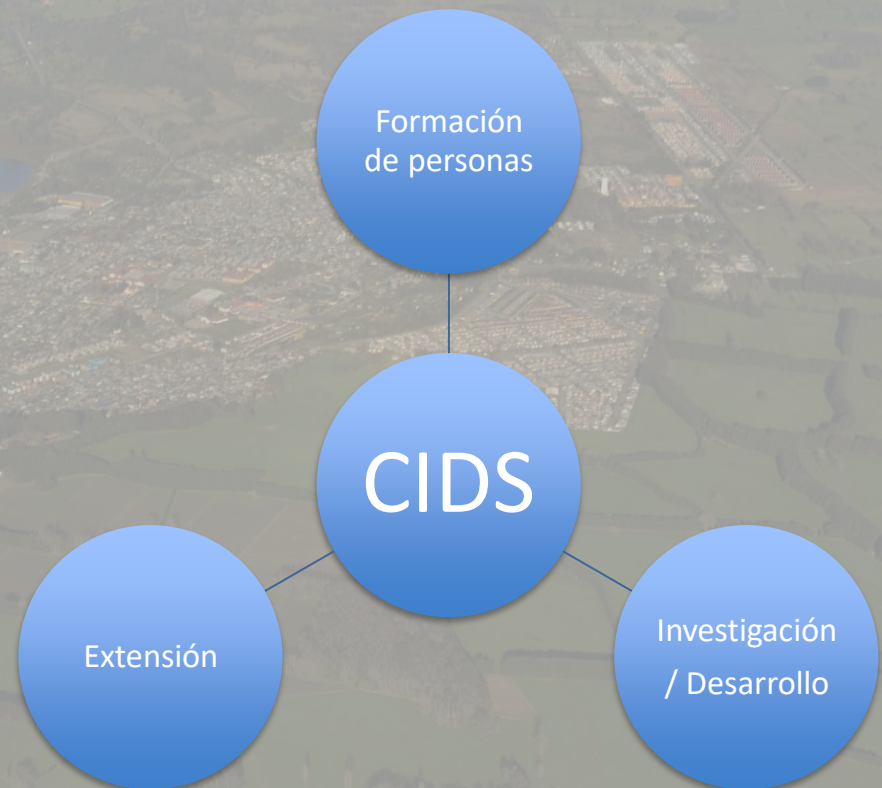 Formación
de personas
CIDS
Extensión
Investigación
/ Desarrollo